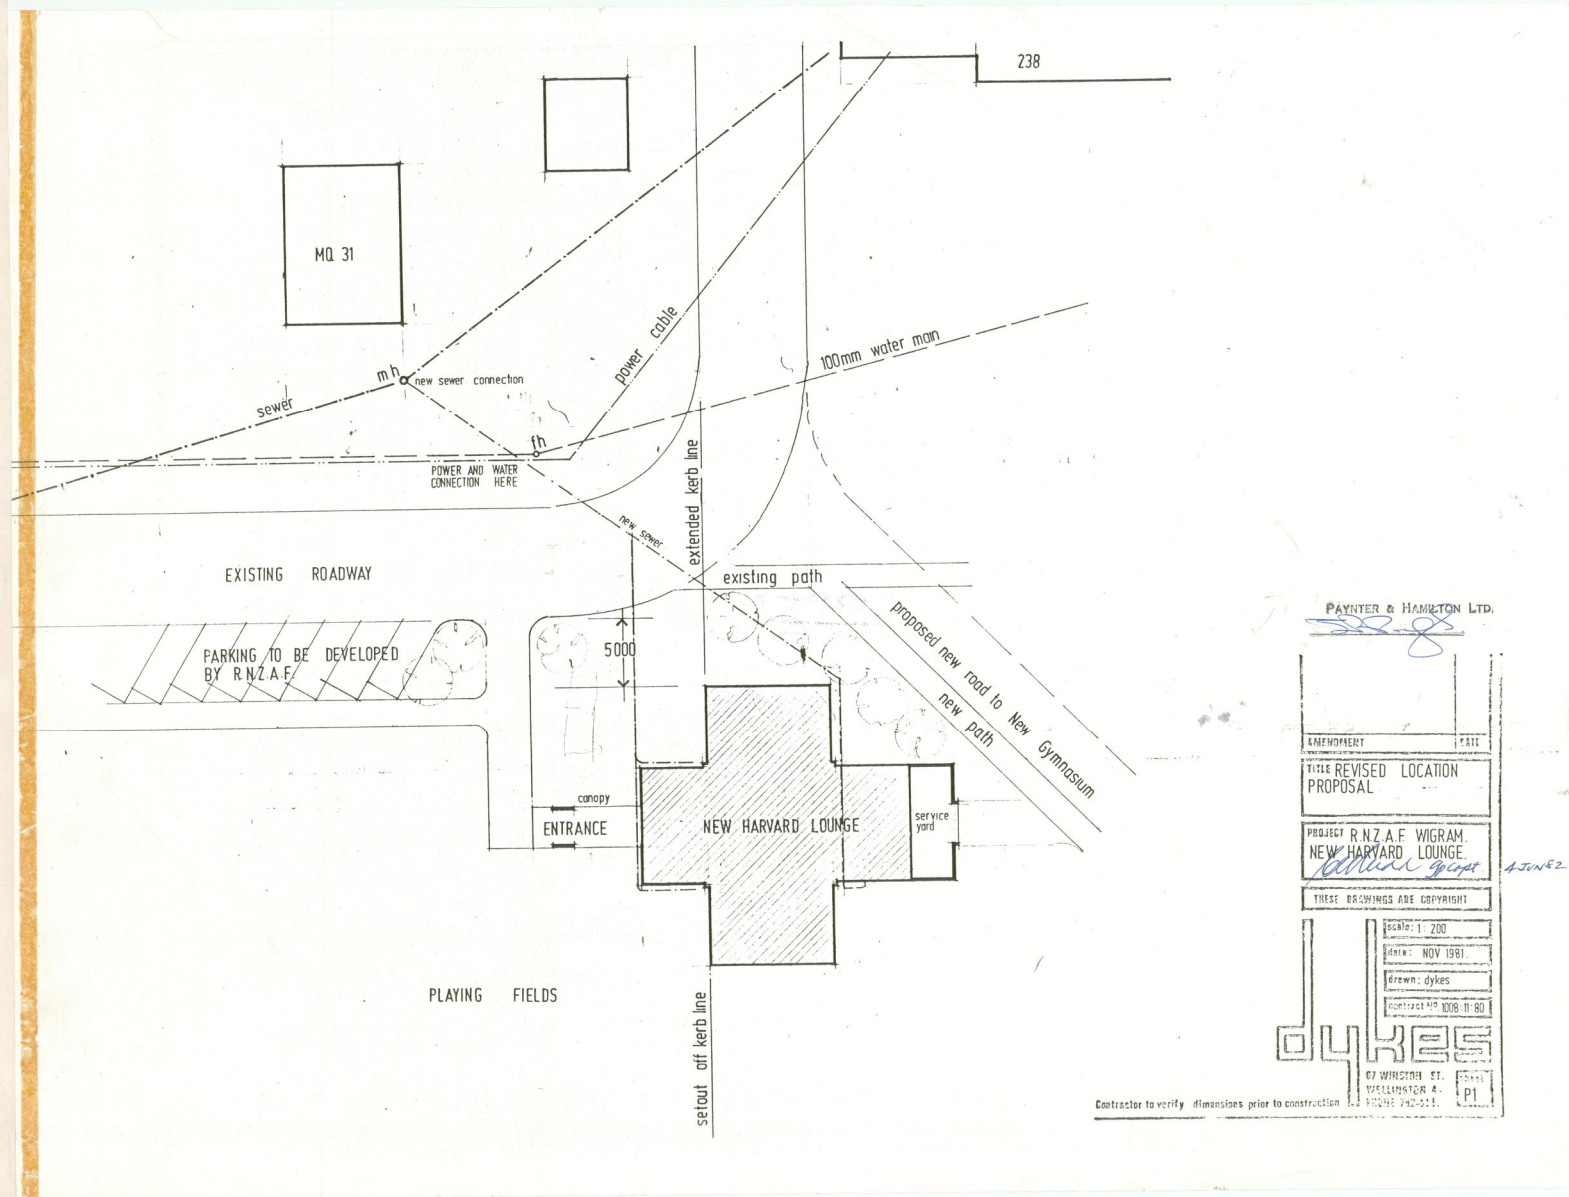 238
MQ 31
power cable
100mm water main
mh
new sewer connection
sewer
fh
POWER AND WATER
CONNECTION HERE
extended kerb line
new sewer
EXISTING ROADWAY
existing path
PARKING TO BE DEVELOPED
BY R.N.Z.A.F.
5000
proposed new road to New Gymnasium
new path
canopy
ENTRANCE
NEW HARVARD LOUNGE
service
yard
PLAYING FIELDS
setout off kerb line
PAYNTER & HAMILTON LTD.
AMENDMENT DATE
TITLE REVISED LOCATION
PROPOSAL
PROJECT R.N.Z.A.F. WIGRAM.
NEW HARVARD LOUNGE.
gpcapt 4 JUN 82
THESE DRAWINGS ARE COPYRIGHT
scale: 1: 200
date: NOV 1981.
drawn: dykes
contract Nº 1008:11:80
dykes
67 WINSTON ST.
WELLINGTON 4.
sheet
P1
Contractor to verify dimensions prior to construction